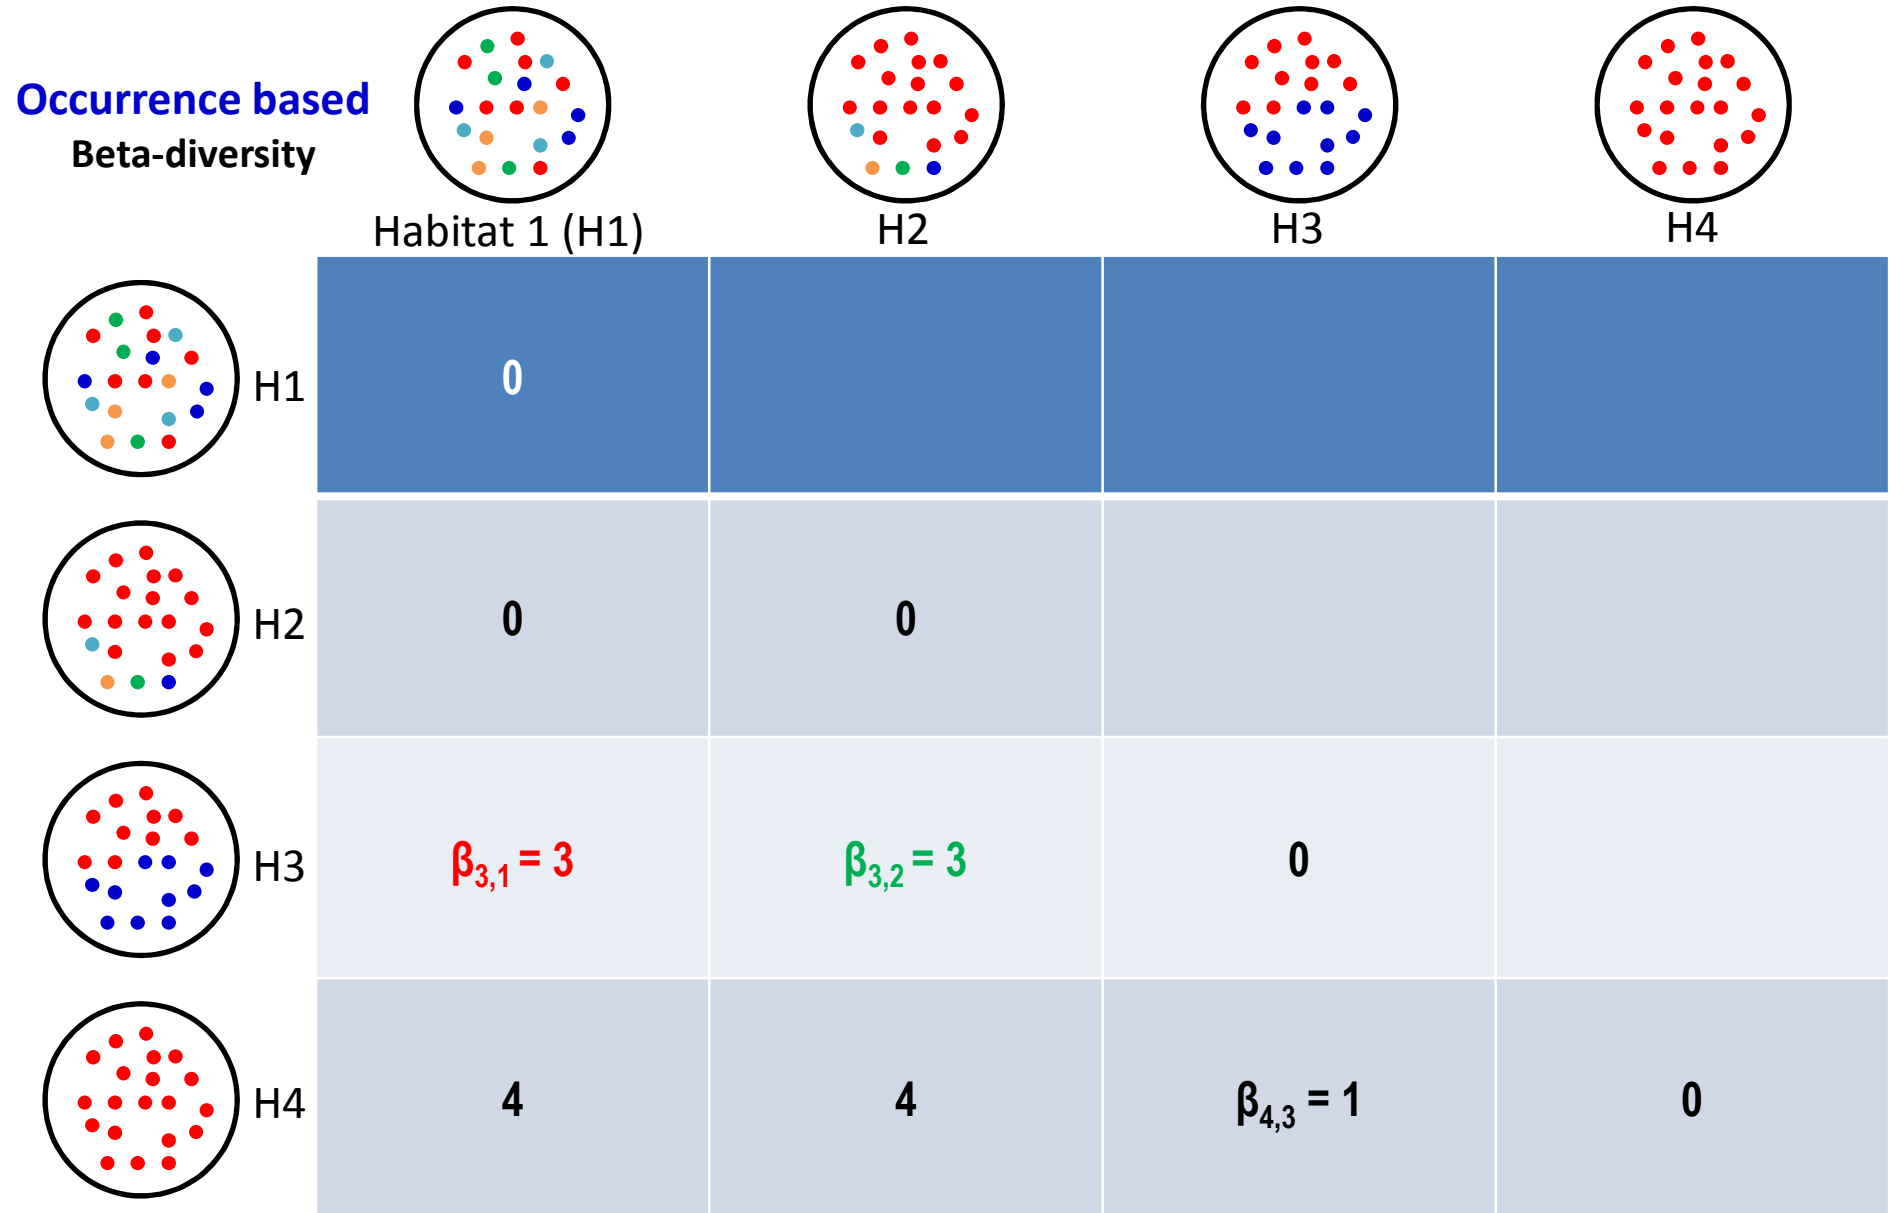 Occurrence based
Beta-diversity
Habitat 1 (H1)
H2
H3
H4
H1
0
H2
0
0
H3
β3,1 = 3
β3,2 = 3
0
H4
4
4
β4,3 = 1
0